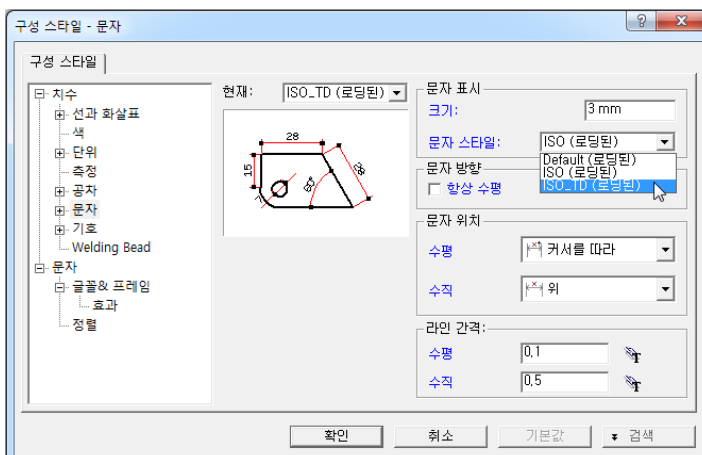 구성 스타일 - 문자
구성 스타일
치수
선과 화살표
색
단위
측정
공차
문자
기호
Welding Bead
문자
글꼴& 프레임
효과
정렬
현재:
ISO_TD (로딩된)
28
15
80°
문자 표시
크기:
3 mm
문자 스타일:
ISO (로딩된)
Default (로딩된)
ISO (로딩된)
ISO_TD (로딩된)
문자 방향
항상 수평
문자 위치
수평
커서를 따라
수직
위
라인 간격:
수평
0,1
수직
0,5
확인
취소
기본값
검색